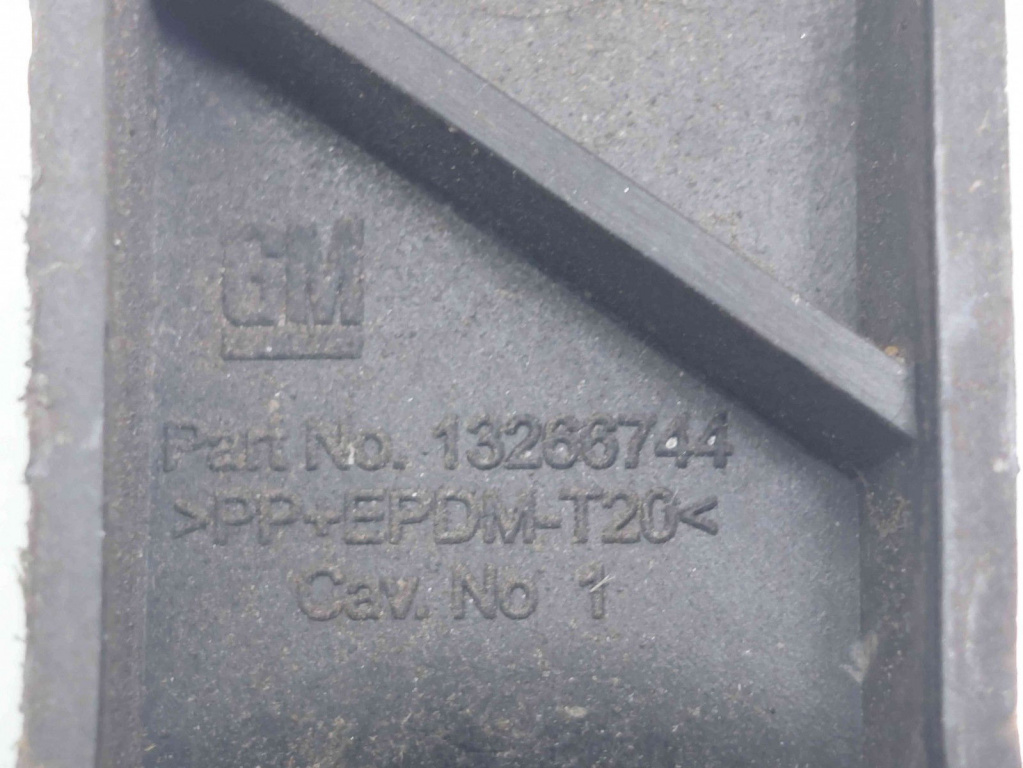 GM
Part No. 13266744
>PP+EPDM-T20<
Cav. No 1